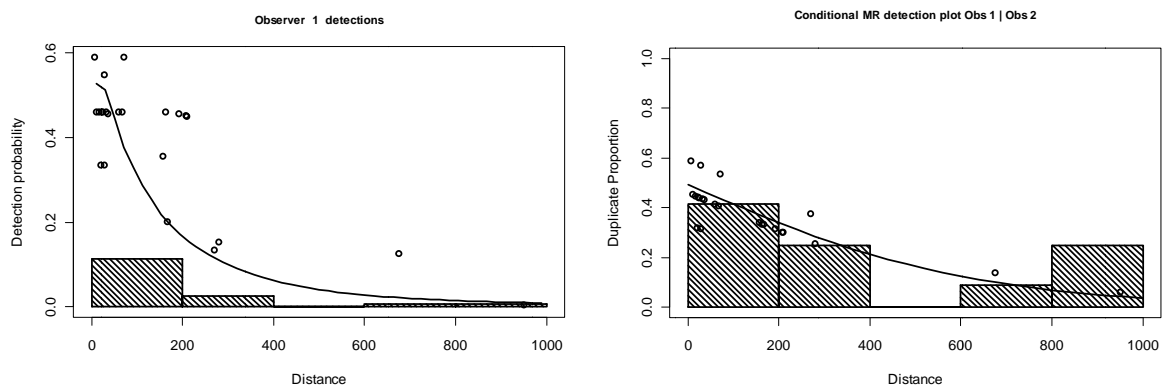 Observer 1 detections
Detection probability
0.6
0.4
0.2
0.0
0 200 400 600 800 1000
Distance
Conditional MR detection plot Obs 1 | Obs 2
Duplicate Proportion
1.0
0.8
0.6
0.4
0.2
0.0
0 200 400 600 800 1000
Distance